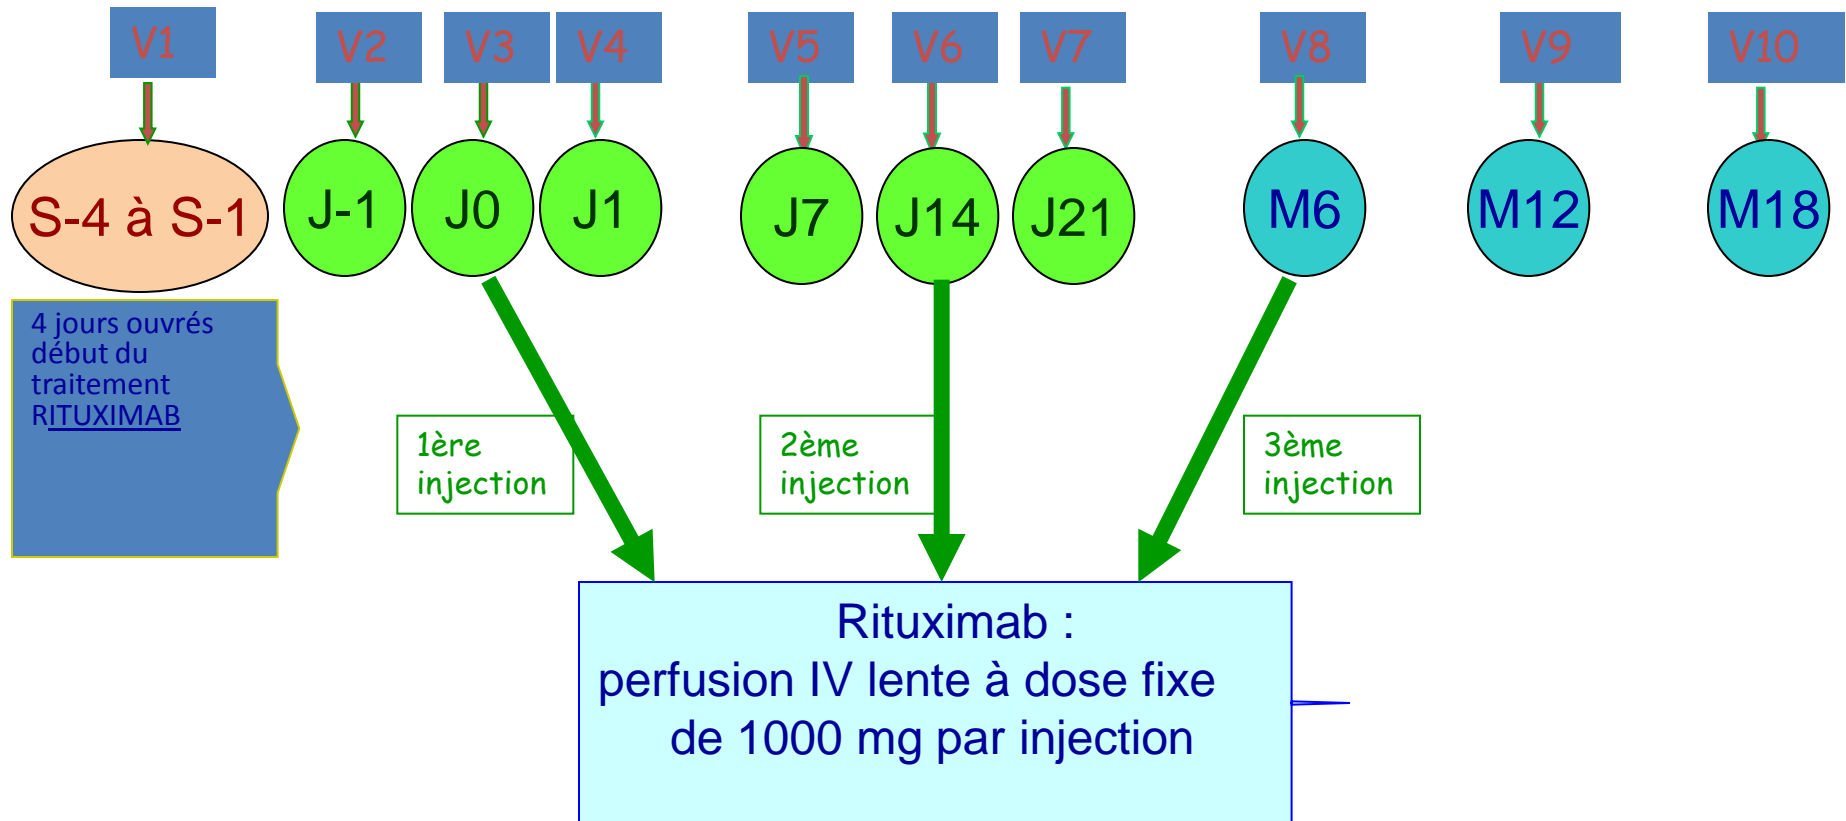 V1
V2
V3
V4
V5
V6
V7
V8
V9
V10
S-4 à S-1
J-1
J0
J1
J7
J14
J21
M6
M12
M18
4 jours ouvrés
début du
traitement
RITUXIMAB
1ère
injection
2ème
injection
3ème
injection
Rituximab :
perfusion IV lente à dose fixe
de 1000 mg par injection